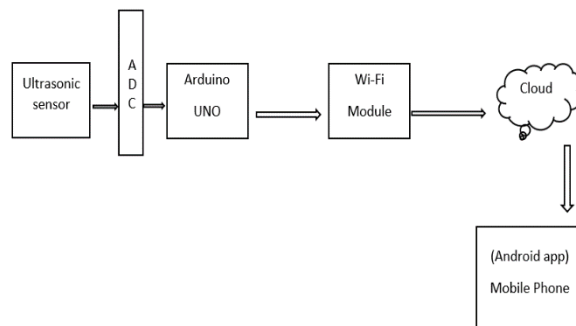 Ultrasonic
sensor
A
D
C
Arduino
UNO
Wi-Fi
Module
Cloud
(Android app)
Mobile Phone